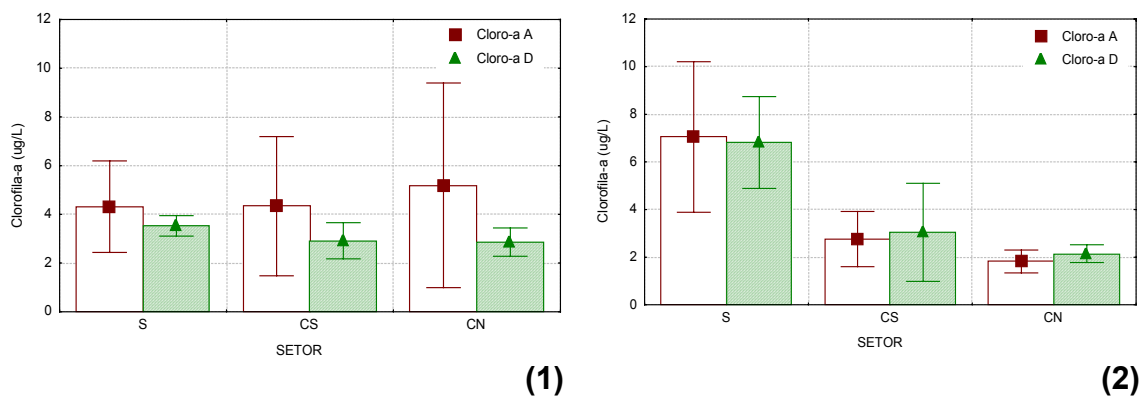 12
10
8
6
4
2
0
Clorofila-a (ug/L)
Cloro-a A
Cloro-a D
S CS CN
SETOR
(1)
12
10
8
6
4
2
0
Clorofila-a (ug/L)
Cloro-a A
Cloro-a D
S CS CN
SETOR
(2)